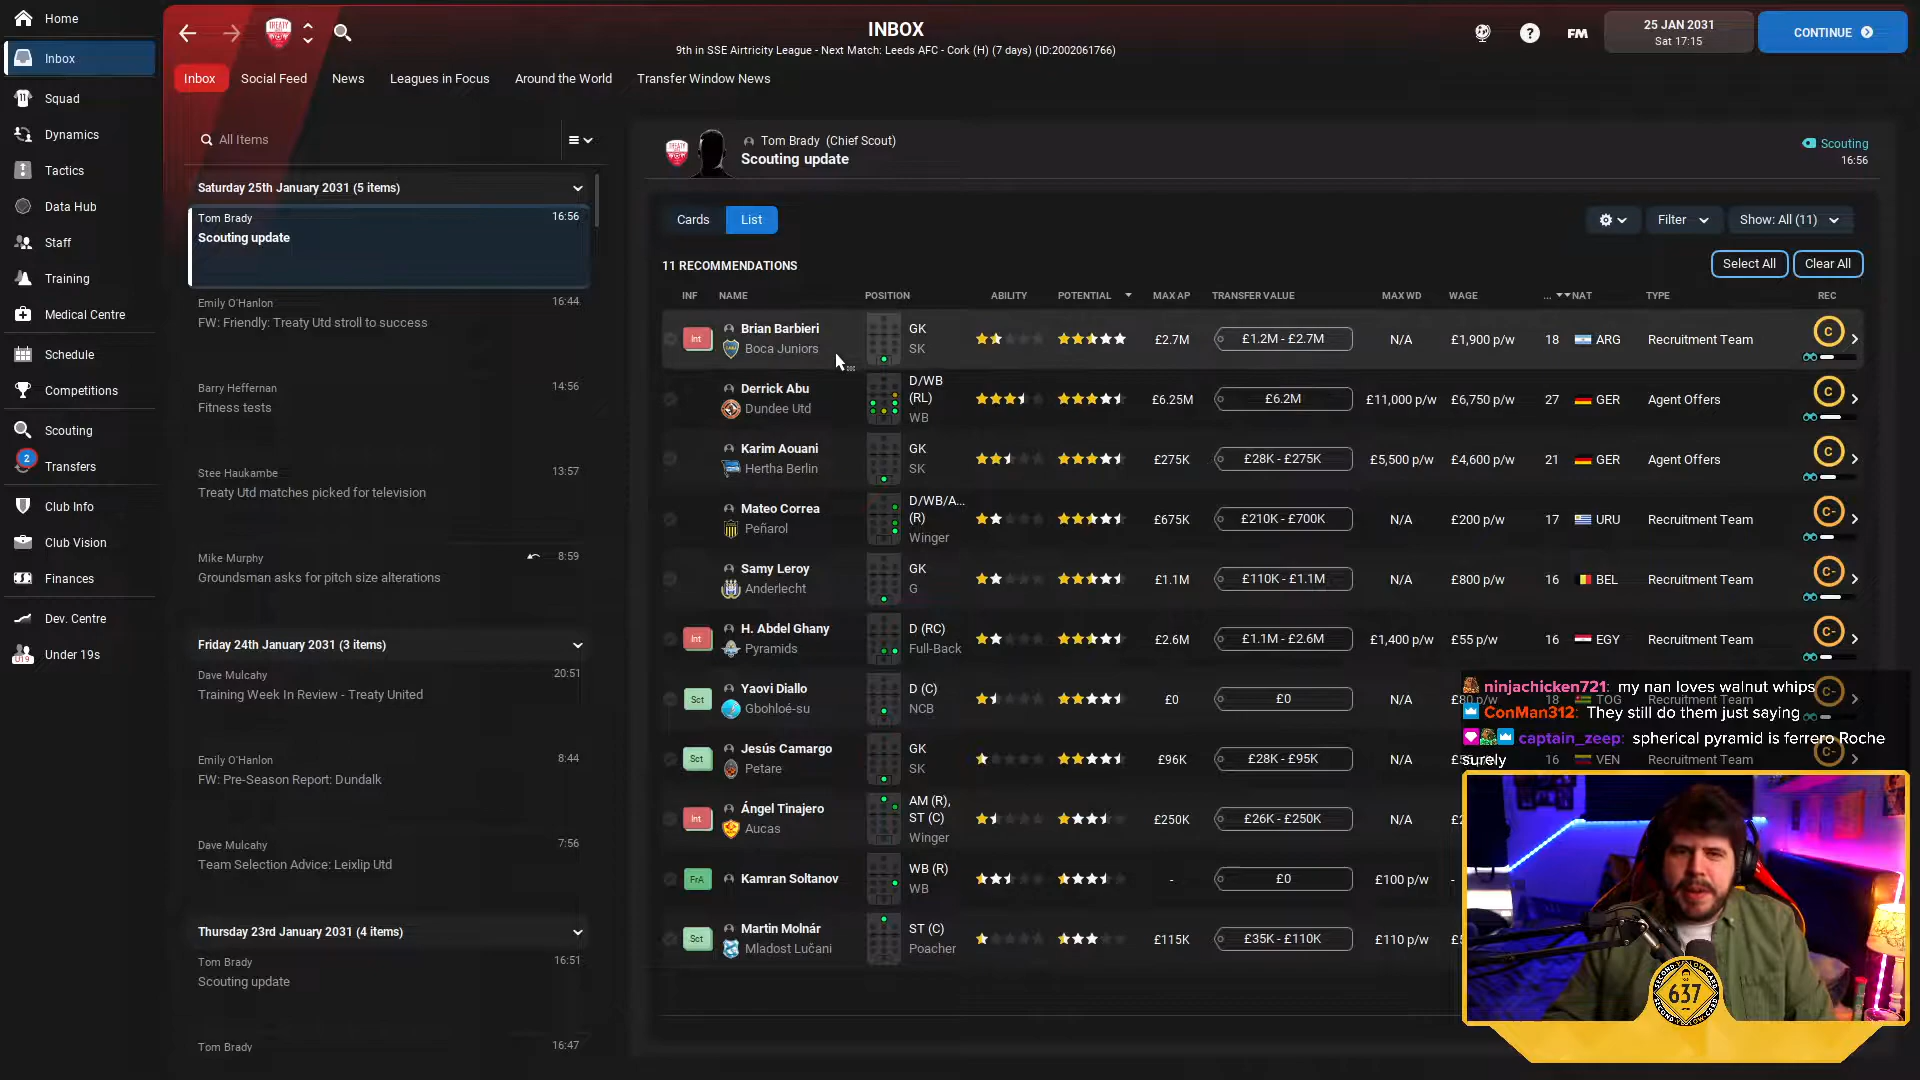 Home
Inbox
Squad
Dynamics
Tactics
Data Hub
Staff
Training
Medical Centre
Schedule
Competitions
Scouting
2
Transfers
Club Info
Club Vision
Finances
Dev. Centre
Under 19s
INBOX
9th in SSE Airtricity League - Next Match: Leeds AFC - Cork (H) (7 days) (ID:2002061766)
FM
25 JAN 2031
Sat 17:15
CONTINUE
Inbox Social Feed News Leagues in Focus Around the World Transfer Window News
All Items
Saturday 25th January 2031 (5 items)
Tom Brady 16:56
Scouting update
Emily O'Hanlon 16:44
FW: Friendly: Treaty Utd stroll to success
Barry Heffernan 14:56
Fitness tests
Stee Haukambe 13:57
Treaty Utd matches picked for television
Mike Murphy 8:59
Groundsman asks for pitch size alterations
Friday 24th January 2031 (3 items)
Dave Mulcahy 20:51
Training Week In Review - Treaty United
Emily O'Hanlon 8:44
FW: Pre-Season Report: Dundalk
Dave Mulcahy 7:56
Team Selection Advice: Leixlip Utd
Thursday 23rd January 2031 (4 items)
Tom Brady 16:51
Scouting update
Tom Brady 16:47
Tom Brady (Chief Scout)
Scouting update
Scouting
16:56
Cards List
Filter Show: All (11)
11 RECOMMENDATIONS
Select All Clear All
INF NAME POSITION ABILITY POTENTIAL MAX AP TRANSFER VALUE MAX WD WAGE ... NAT TYPE REC
Int Brian Barbieri GK £2.7M £1.2M - £2.7M N/A £1,900 p/w 18 ARG Recruitment Team C
Boca Juniors SK
Derrick Abu D/WB (RL) £6.25M £6.2M £11,000 p/w £6,750 p/w 27 GER Agent Offers C
Dundee Utd WB
Karim Aouani GK £275K £28K - £275K £5,500 p/w £4,600 p/w 21 GER Agent Offers C
Hertha Berlin SK
Mateo Correa D/WB/A... (R) £675K £210K - £700K N/A £200 p/w 17 URU Recruitment Team C-
Peñarol Winger
Samy Leroy GK £1.1M £110K - £1.1M N/A £800 p/w 16 BEL Recruitment Team C-
Anderlecht G
Int H. Abdel Ghany D (RC) £2.6M £1.1M - £2.6M £1,400 p/w £55 p/w 16 EGY Recruitment Team C-
Pyramids Full-Back
Sct Yaovi Diallo D (C) £0 £0 N/A £80 p/w 18 TOG Recruitment Team C-
Gbohloé-su NCB
Sct Jesús Camargo GK £96K £28K - £95K N/A 16 VEN Recruitment Team C-
Petare SK
Int Ángel Tinajero AM (R), ST (C) £250K £26K - £250K N/A
Aucas Winger
FrA Kamran Soltanov WB (R) - £0 £100 p/w -
WB
Sct Martin Molnár ST (C) £115K £35K - £110K £110 p/w
Mladost Lučani Poacher
ninjachicken721: my nan loves walnut whips
ConMan312: They still do them just saying
captain_zeep: spherical pyramid is ferrero Roche
surely
SECOND YELLOW CARD
637